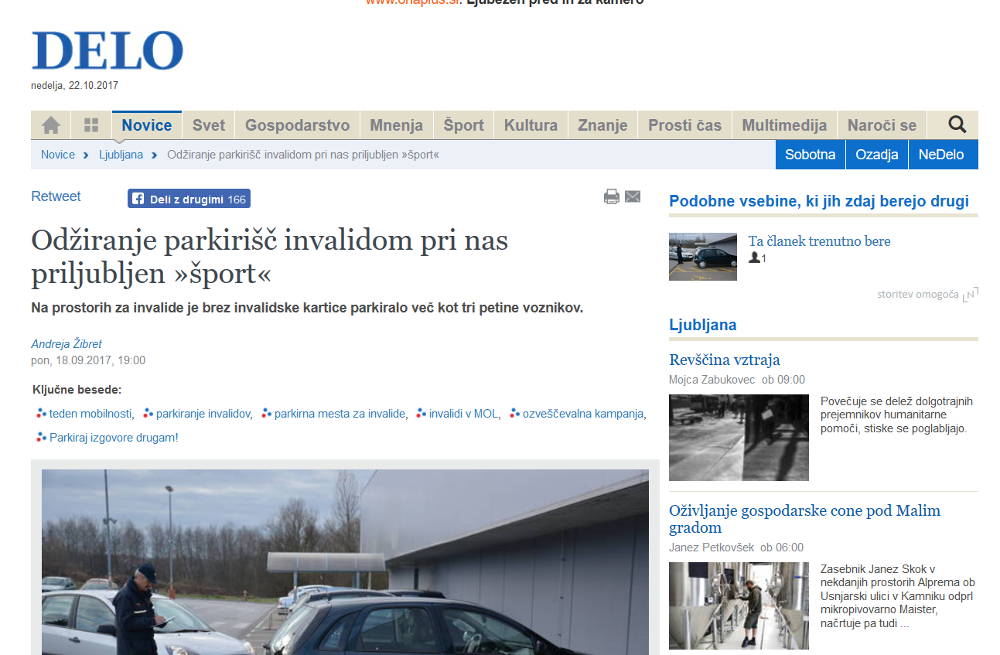 www.onaplus.si: Ljubezen pred in za kamero
DELO
nedelja, 22.10.2017
Novice Svet Gospodarstvo Mnenja Šport Kultura Znanje Prosti čas Multimedija Naroči se
Novice › Ljubljana › Odžiranje parkirišč invalidom pri nas priljubljen »šport«
Sobotna Ozadja NeDelo
Retweet
Deli z drugimi 166
Odžiranje parkirišč invalidom pri nas
priljubljen »šport«
Na prostorih za invalide je brez invalidske kartice parkiralo več kot tri petine voznikov.
Andreja Žibret
pon, 18.09.2017, 19:00
Ključne besede:
teden mobilnosti, parkiranje invalidov, parkirna mesta za invalide, invalidi v MOL, ozveščevalna kampanja,
Parkiraj izgovore drugam!
Podobne vsebine, ki jih zdaj berejo drugi
Ta članek trenutno bere
1
storitev omogoča LNT
Ljubljana
Revščina vztraja
Mojca Zabukovec ob 09:00
Povečuje se delež dolgotrajnih
prejemnikov humanitarne
pomoči, stiske se poglabljajo.
Oživljanje gospodarske cone pod Malim
gradom
Janez Petkovšek ob 06:00
Zasebnik Janez Skok v
nekdanjih prostorih Alprema ob
Usnjarski ulici v Kamniku odprl
mikropivovarno Maister,
načrtuje pa tudi ...